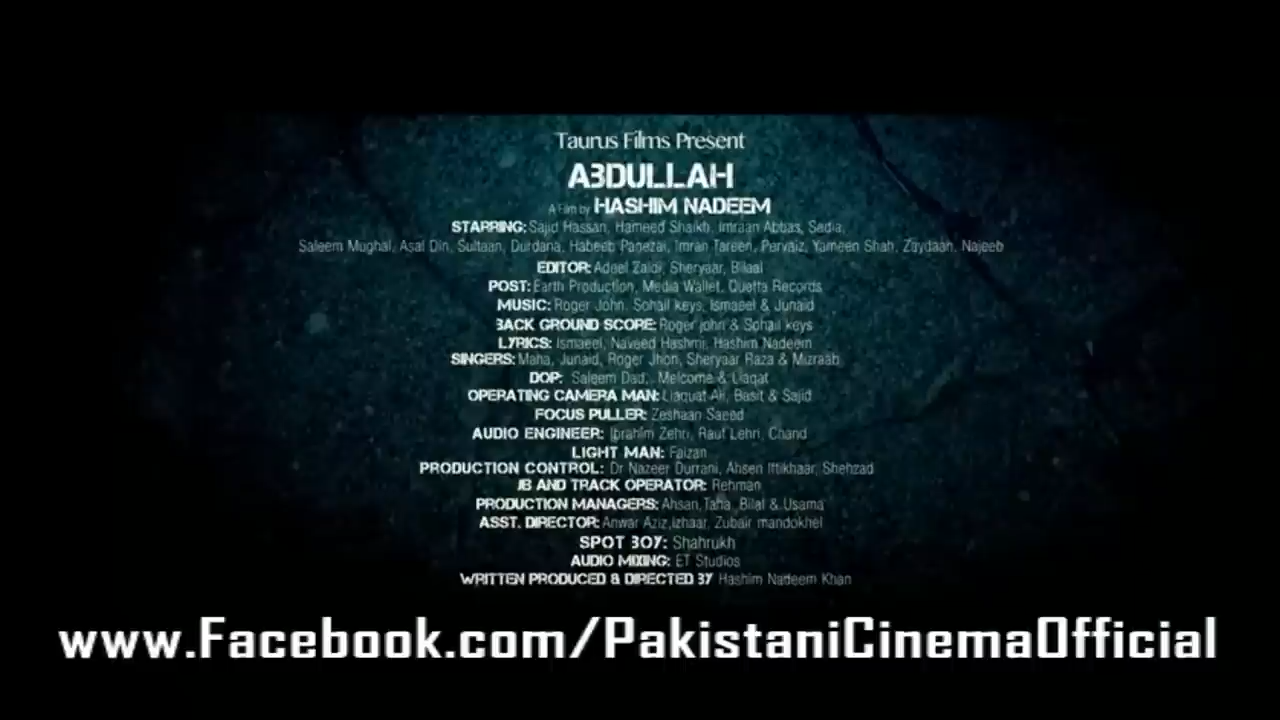 Taurus Films Present
ABDULLAH
A Film by HASHIM NADEEM
STARRING: Sajid Hassan, Hameed Shaikh, Imraan Abbas, Sadia,
Saleem Mughal, Asal Din, Sultaan, Durdana, Habeeb Panezai, Imran Tareen, Pervaiz, Yameen Shah, Zaydaan, Najeeb
EDITOR: Adeel Zaidi, Sheryaar, Bilaal
POST: Earth Production, Media Wallet, Quetta Records
MUSIC: Roger John, Sohail keys, Ismaeel & Junaid
BACK GROUND SCORE: Roger john & Sohail keys
LYRICS: Ismaeel, Naveed Hashmi, Hashim Nadeem
SINGERS: Maha, Junaid, Roger Jhon, Sheryaar Raza & Mizraab
DOP: Saleem Dad, Melcome & Liaqat
OPERATING CAMERA MAN: Liaquat Ali, Basit & Sajid
FOCUS PULLER: Zeshaan Saeed
AUDIO ENGINEER: Ibrahim Zehri, Rauf Lehri, Chand
LIGHT MAN: Faizan
PRODUCTION CONTROL: Dr Nazeer Durrani, Ahsen Iftikhaar, Shehzad
JIB AND TRACK OPERATOR: Rehman
PRODUCTION MANAGERS: Ahsan, Taha, Bilal & Usama
ASST. DIRECTOR: Anwar Aziz, Izhaar, Zubair mandokhel
SPOT BOY: Shahrukh
AUDIO MIXING: ET Studios
WRITTEN PRODUCED & DIRECTED BY Hashim Nadeem Khan
www.Facebook.com/PakistaniCinemaOfficial